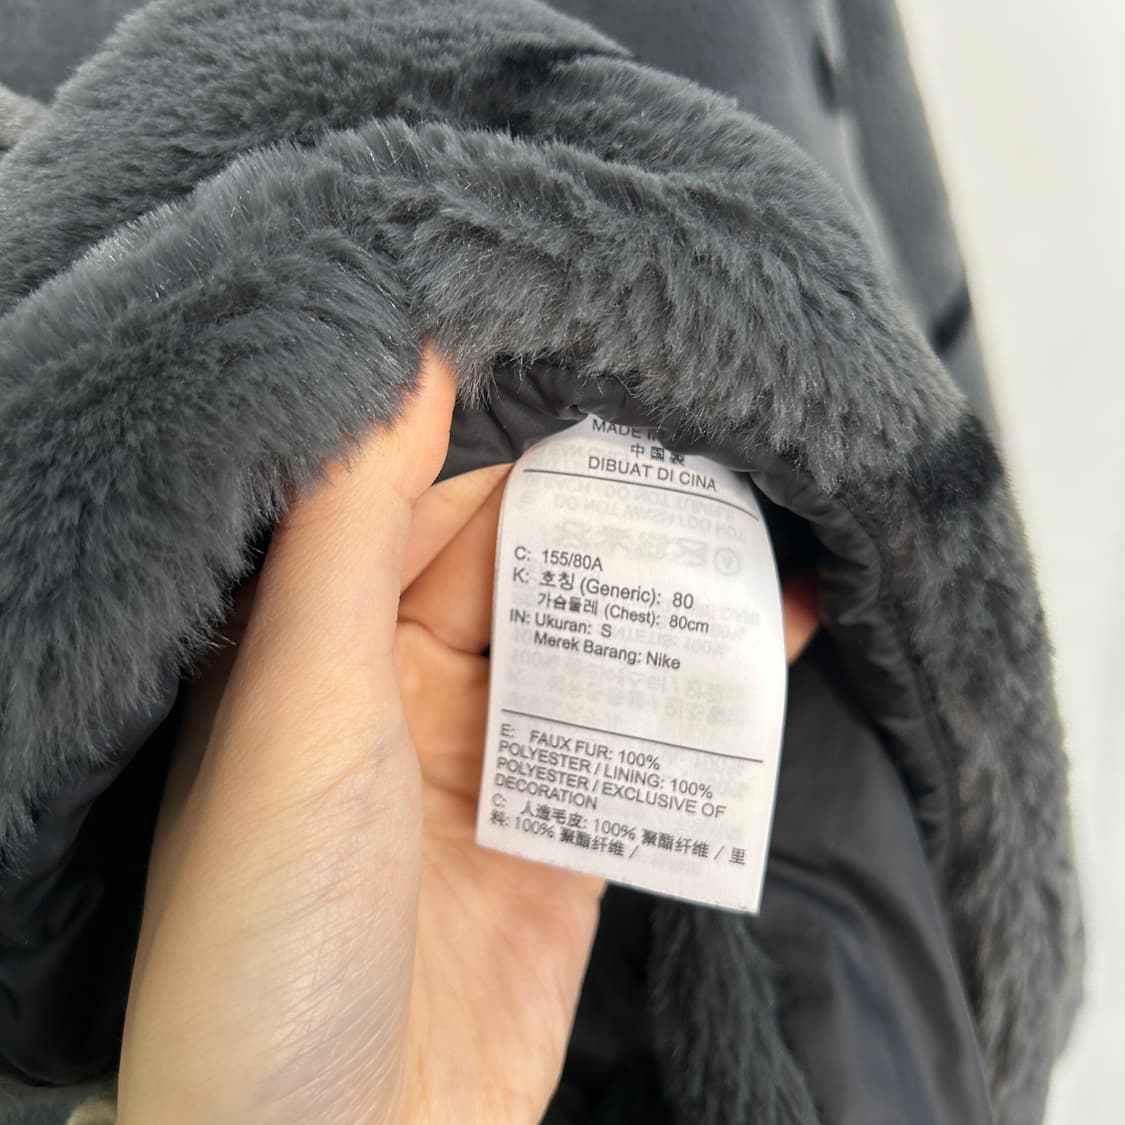 MADE
中国製
DIBUAT DI CINA
C: 155/80A
K: 호칭 (Generic): 80
가슴둘레 (Chest): 80cm
IN: Ukuran: S
Merek Barang: Nike
E: FAUX FUR: 100%
POLYESTER / LINING: 100%
POLYESTER / EXCLUSIVE OF
DECORATION
C: 人造毛皮: 100% 聚酯纤维 / 里
料: 100% 聚酯纤维 /